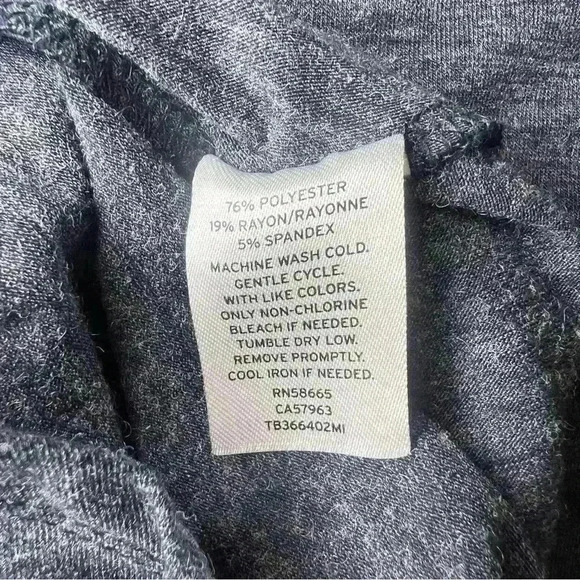 76% POLYESTER
19% RAYON/RAYONNE
5% SPANDEX
MACHINE WASH COLD.
GENTLE CYCLE.
WITH LIKE COLORS.
ONLY NON-CHLORINE
BLEACH IF NEEDED.
TUMBLE DRY LOW.
REMOVE PROMPTLY.
COOL IRON IF NEEDED.
RN58665
CA57963
TB366402MI